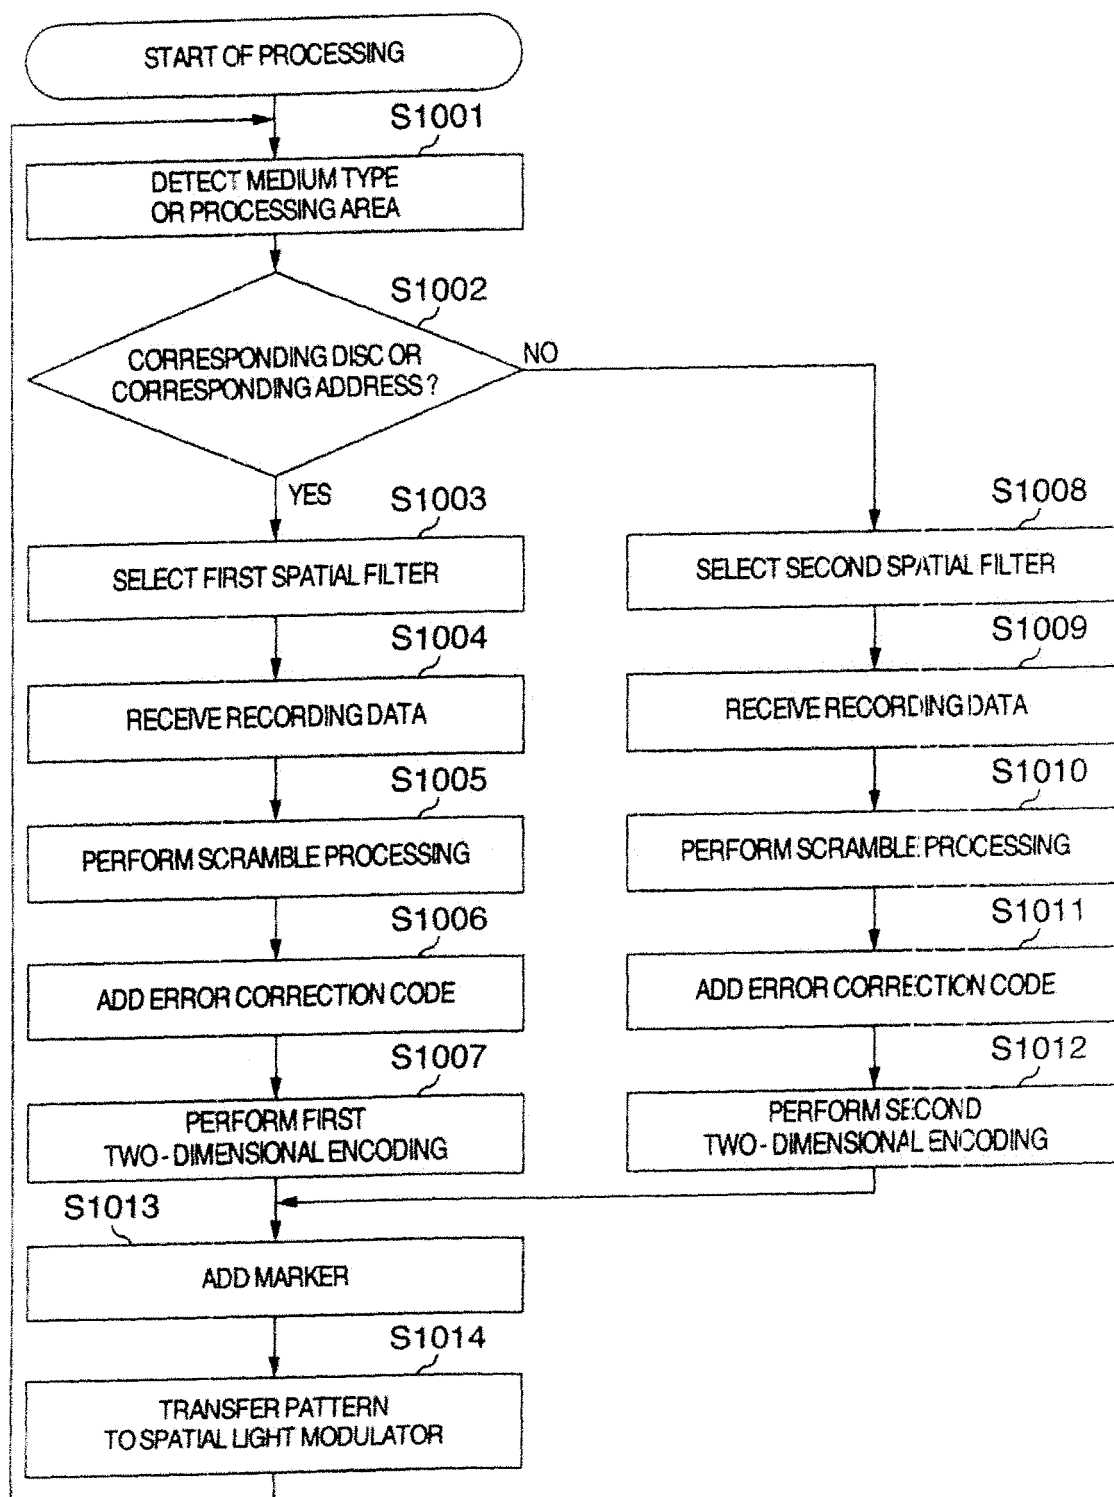 START OF PROCESSING
S1001
DETECT MEDIUM TYPE
OR PROCESSING AREA
S1002
CORRESPONDING DISC OR
CORRESPONDING ADDRESS?
NO
YES
S1003
SELECT FIRST SPATIAL FILTER
S1004
RECEIVE RECORDING DATA
S1005
PERFORM SCRAMBLE PROCESSING
S1006
ADD ERROR CORRECTION CODE
S1007
PERFORM FIRST
TWO-DIMENSIONAL ENCODING
S1008
SELECT SECOND SPATIAL FILTER
S1009
RECEIVE RECORDING DATA
S1010
PERFORM SCRAMBLE PROCESSING
S1011
ADD ERROR CORRECTION CODE
S1012
PERFORM SECOND
TWO-DIMENSIONAL ENCODING
S1013
ADD MARKER
S1014
TRANSFER PATTERN
TO SPATIAL LIGHT MODULATOR